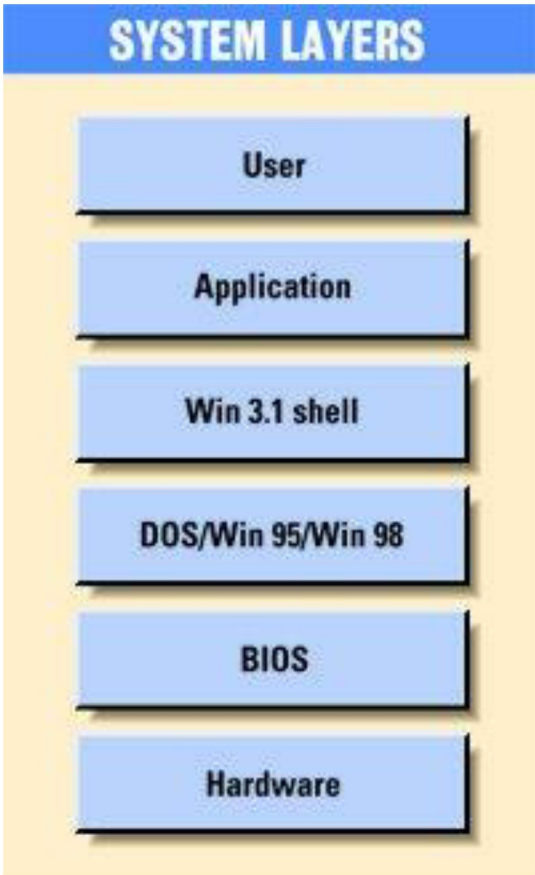 SYSTEM LAYERS
User
Application
Win 3.1 shell
DOS/Win 95/Win 98
BIOS
Hardware